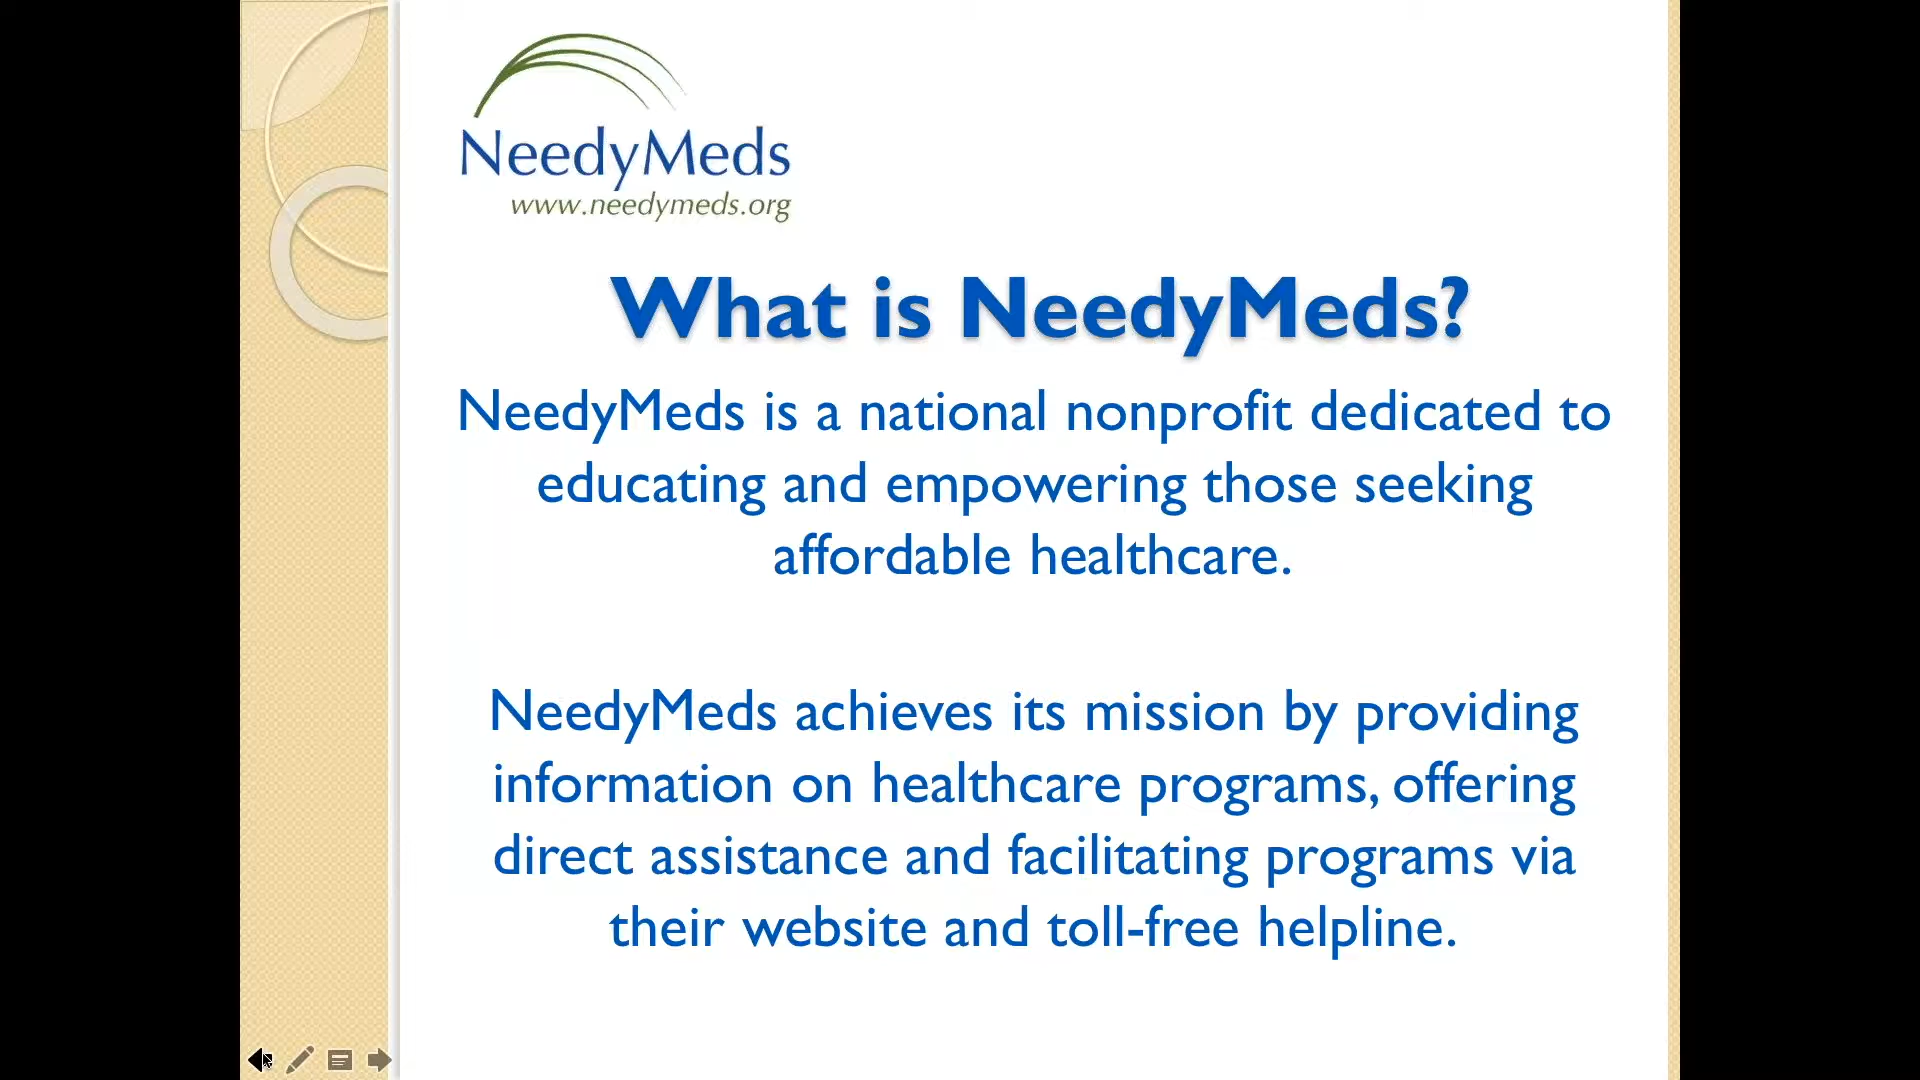 NeedyMeds
www.needymeds.org
What is NeedyMeds?
NeedyMeds is a national nonprofit dedicated to
educating and empowering those seeking
affordable healthcare.
NeedyMeds achieves its mission by providing
information on healthcare programs, offering
direct assistance and facilitating programs via
their website and toll-free helpline.